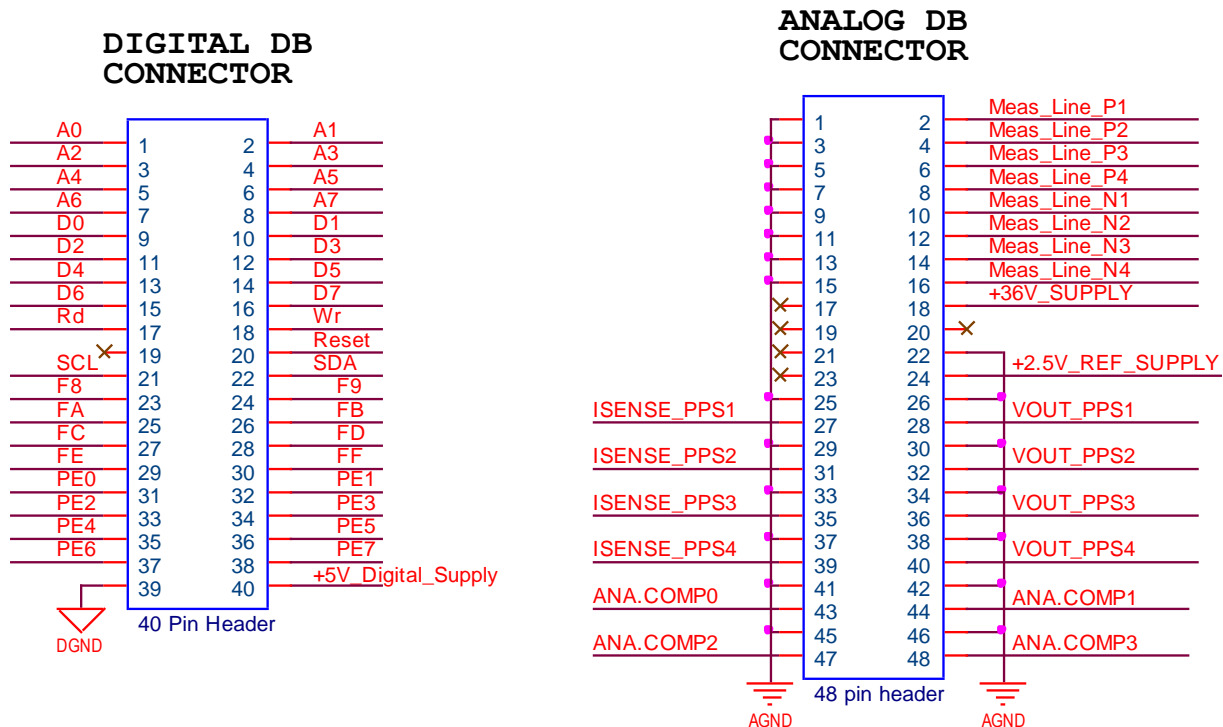 DIGITAL DB
CONNECTOR
A0 1 2 A1
A2 3 4 A3
A4 5 6 A5
A6 7 8 A7
D0 9 10 D1
D2 11 12 D3
D4 13 14 D5
D6 15 16 D7
Rd 17 18 Wr
19 20 Reset
SCL 21 22 SDA
F8 23 24 F9
FA 25 26 FB
FC 27 28 FD
FE 29 30 FF
PE0 31 32 PE1
PE2 33 34 PE3
PE4 35 36 PE5
PE6 37 38 PE7
39 40 +5V_Digital_Supply
40 Pin Header
DGND
ANALOG DB
CONNECTOR
1 2 Meas_Line_P1
3 4 Meas_Line_P2
5 6 Meas_Line_P3
7 8 Meas_Line_P4
9 10 Meas_Line_N1
11 12 Meas_Line_N2
13 14 Meas_Line_N3
15 16 Meas_Line_N4
17 18 +36V_SUPPLY
19 20
21 22
23 24 +2.5V_REF_SUPPLY
25 26
ISENSE_PPS1 27 28 VOUT_PPS1
29 30
ISENSE_PPS2 31 32 VOUT_PPS2
33 34
ISENSE_PPS3 35 36 VOUT_PPS3
37 38
ISENSE_PPS4 39 40 VOUT_PPS4
41 42
ANA.COMP0 43 44 ANA.COMP1
45 46
ANA.COMP2 47 48 ANA.COMP3
48 pin header
AGND AGND